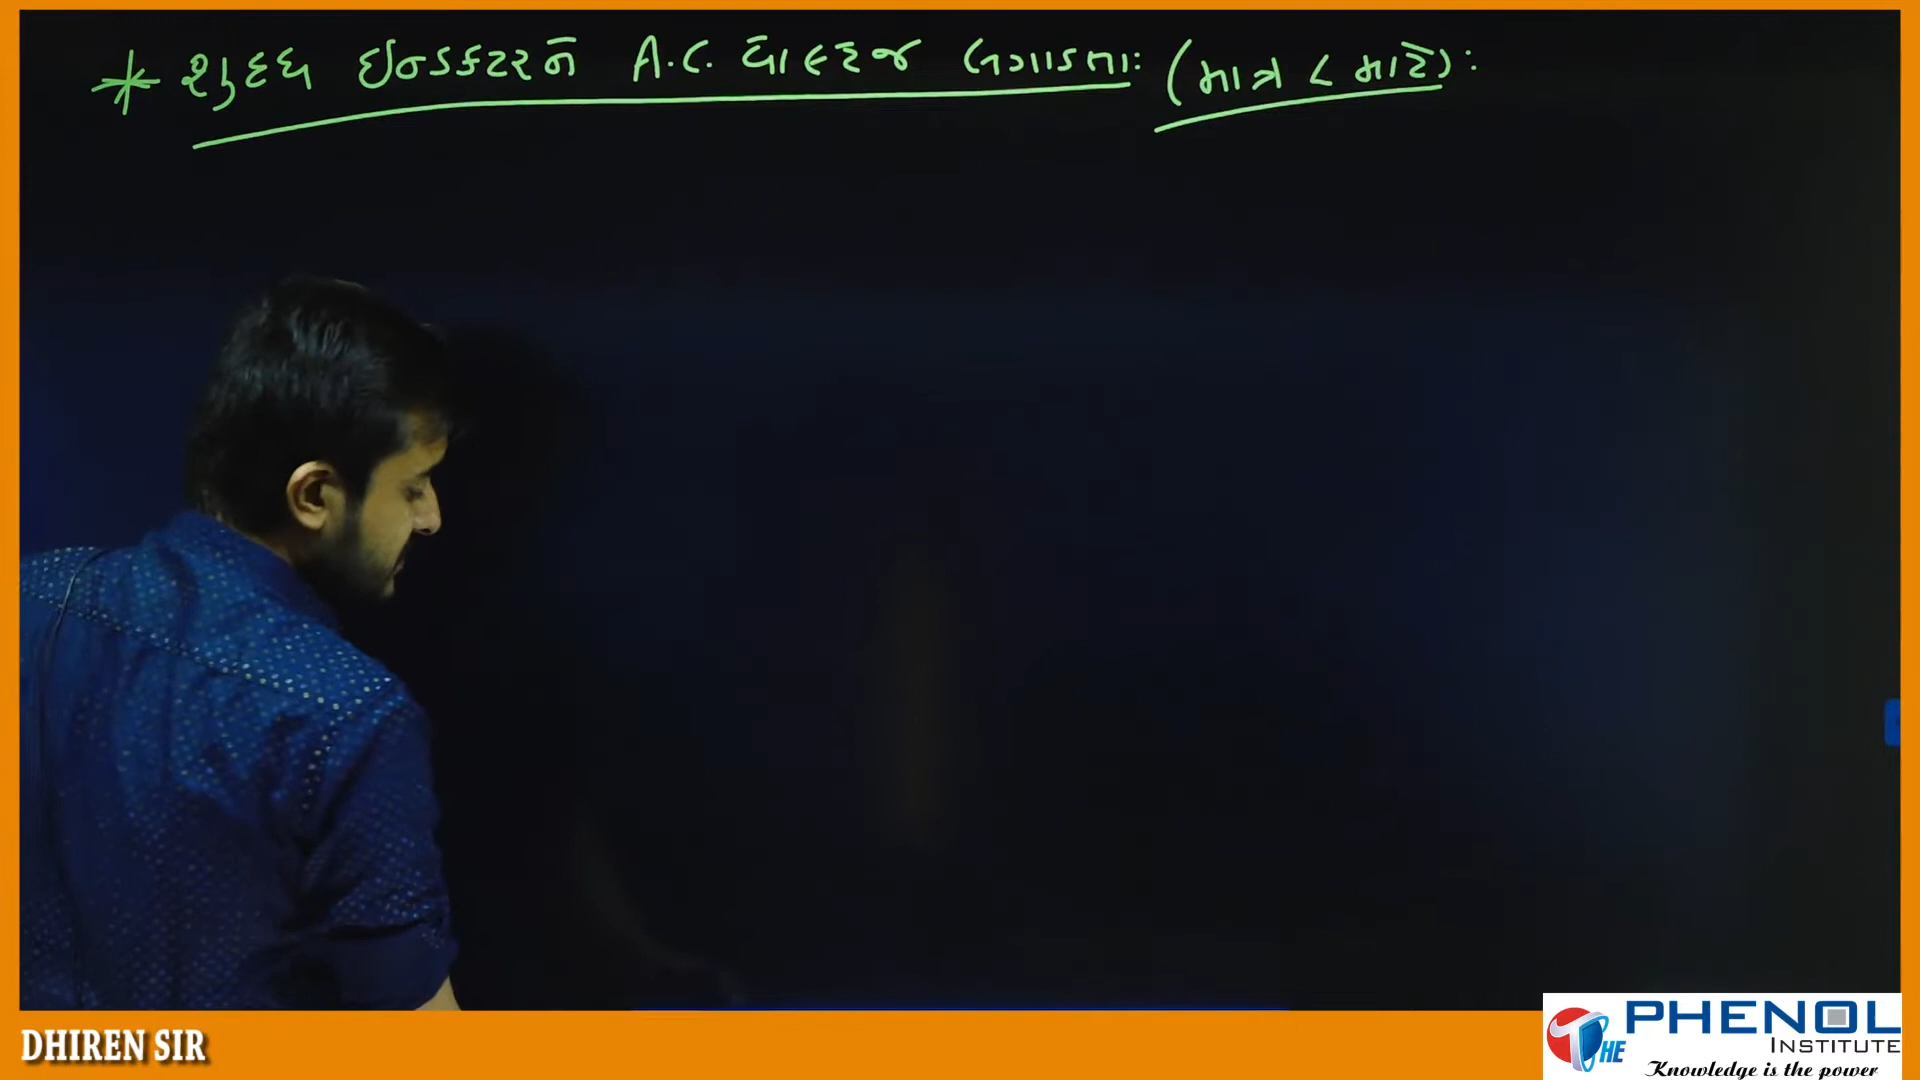 * શુદ્ધ ઇન્ડક્ટરને A.C. વોલ્ટેજ લગાડતા: (માત્ર L માટે):
DHIREN SIR
THE PHENOL
INSTITUTE
Knowledge is the power